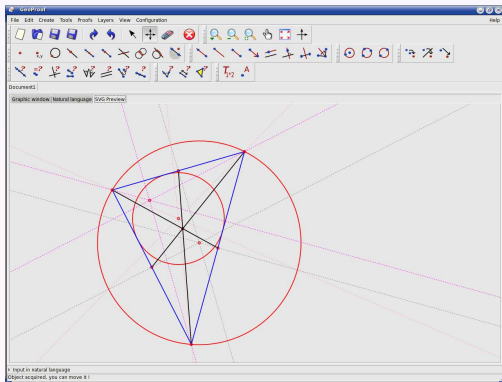 GeoProof
File Edit Create Tools Proofs Layers View Configuration Help
Document1
Graphic window Natural language SVG Preview
Input in natural language
Object acquired, you can move it !